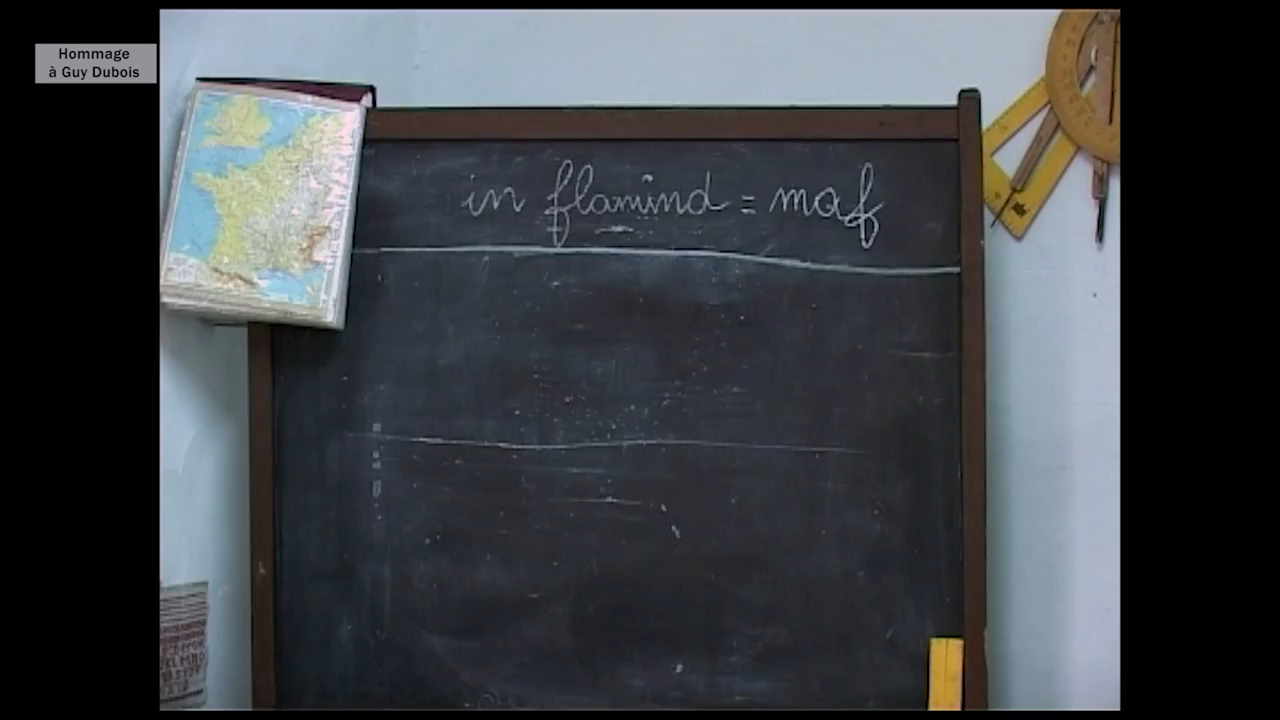 Hommage
à Guy Dubois
in flamind = maf